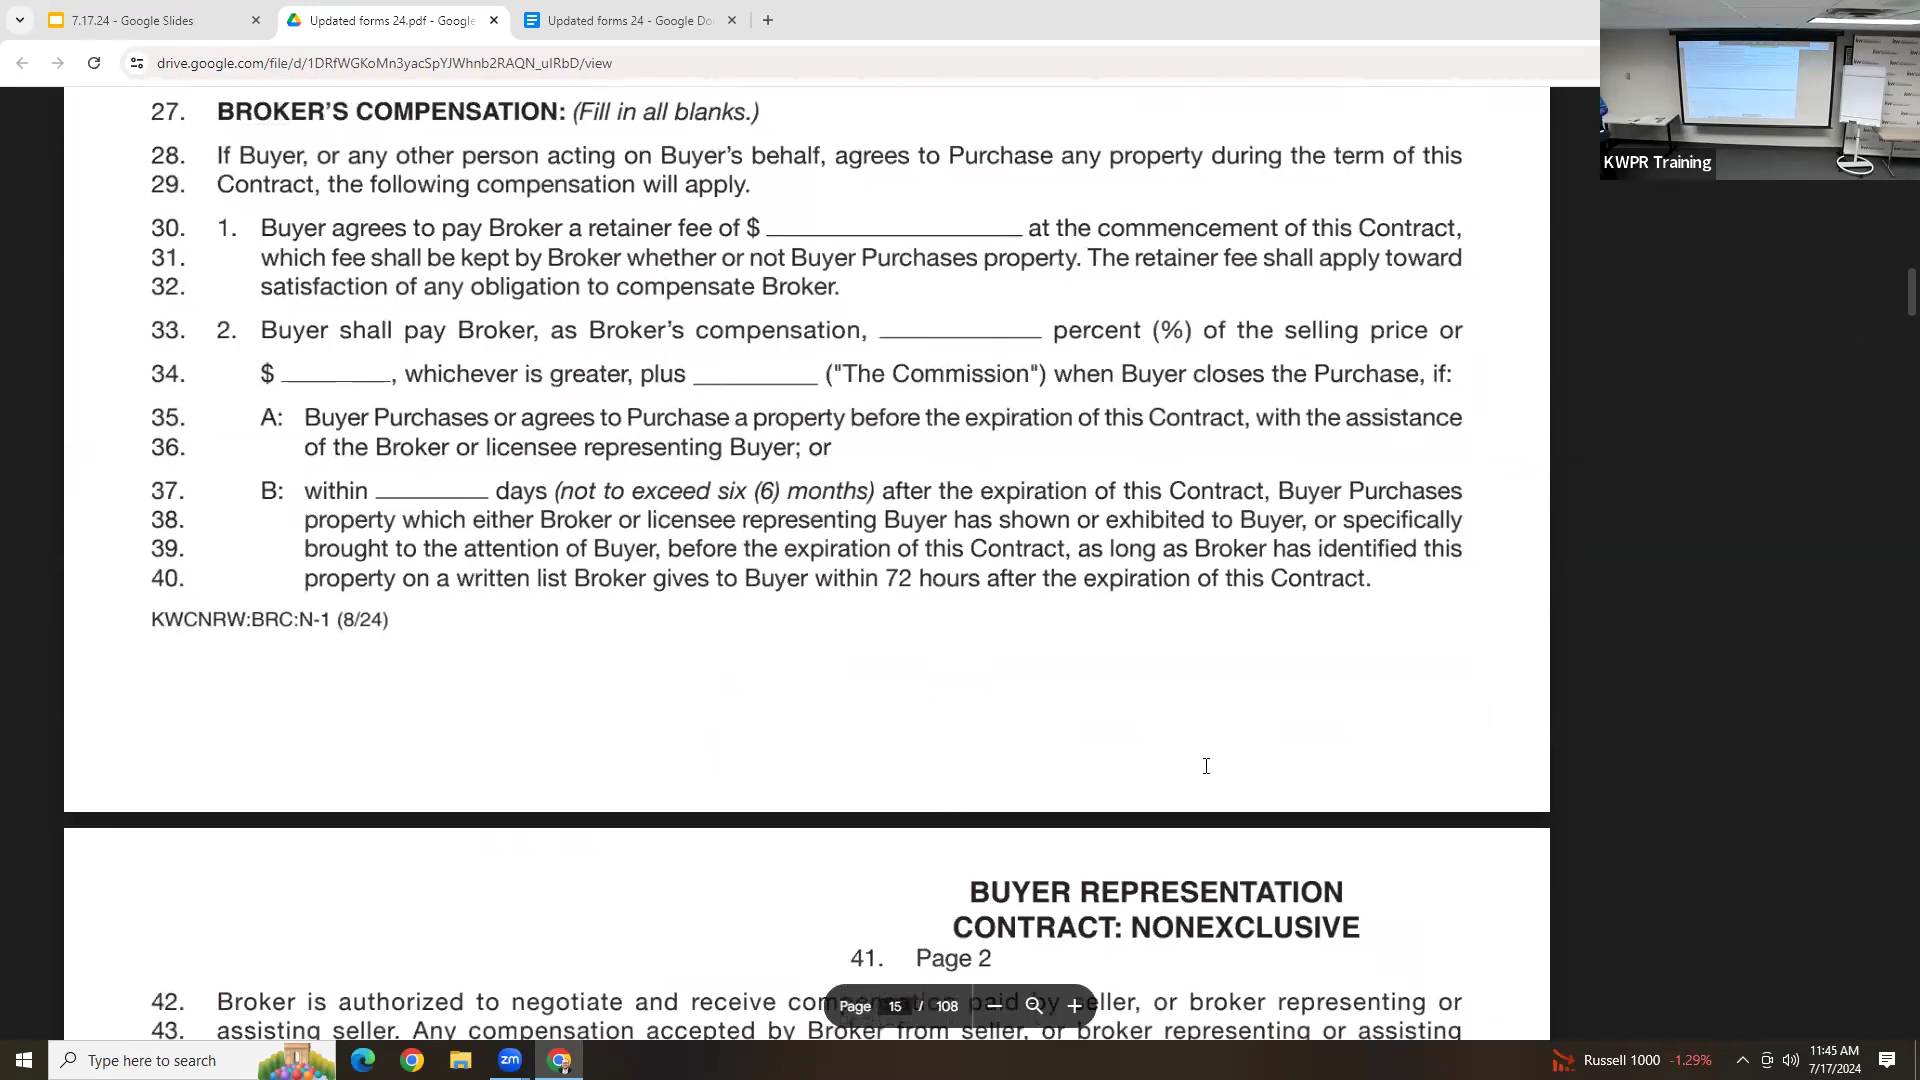 7.17.24 - Google Slides
Updated forms 24.pdf - Google
Updated forms 24 - Google Do
drive.google.com/file/d/1DRfWGKoMn3yacSpYJWhnb2RAQN_uIRbD/view
KWPR Training
27. BROKER'S COMPENSATION: (Fill in all blanks.)
28. If Buyer, or any other person acting on Buyer's behalf, agrees to Purchase any property during the term of this
29. Contract, the following compensation will apply.
30. 1. Buyer agrees to pay Broker a retainer fee of $ ____________________ at the commencement of this Contract,
31. which fee shall be kept by Broker whether or not Buyer Purchases property. The retainer fee shall apply toward
32. satisfaction of any obligation to compensate Broker.
33. 2. Buyer shall pay Broker, as Broker's compensation, ____________ percent (%) of the selling price or
34. $ ________, whichever is greater, plus _________ ("The Commission") when Buyer closes the Purchase, if:
35. A: Buyer Purchases or agrees to Purchase a property before the expiration of this Contract, with the assistance
36. of the Broker or licensee representing Buyer; or
37. B: within ________ days (not to exceed six (6) months) after the expiration of this Contract, Buyer Purchases
38. property which either Broker or licensee representing Buyer has shown or exhibited to Buyer, or specifically
39. brought to the attention of Buyer, before the expiration of this Contract, as long as Broker has identified this
40. property on a written list Broker gives to Buyer within 72 hours after the expiration of this Contract.
KWCNRW:BRC:N-1 (8/24)
BUYER REPRESENTATION
CONTRACT: NONEXCLUSIVE
41. Page 2
42. Broker is authorized to negotiate and receive compensation paid by seller, or broker representing or
43. assisting seller. Any compensation accepted by Broker from seller, or broker representing or assisting
Page 15 / 108
Type here to search
zm
Russell 1000 -1.29%
11:45 AM
7/17/2024